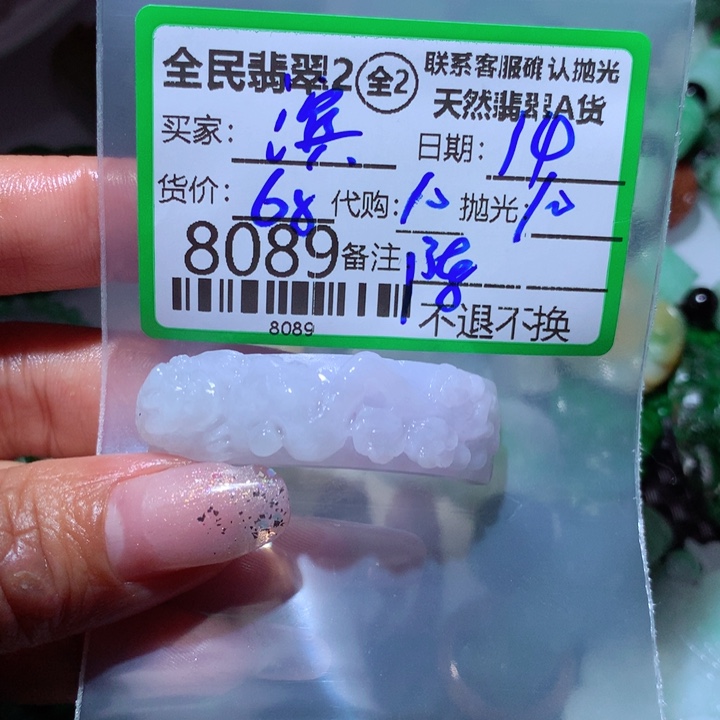 全民翡翠2 全2 联系客服确认抛光
天然翡翠A货
买家: 滨 日期: 14
货价: 68 代购: 10 抛光: 10
8089 备注 138
8089 不退不换